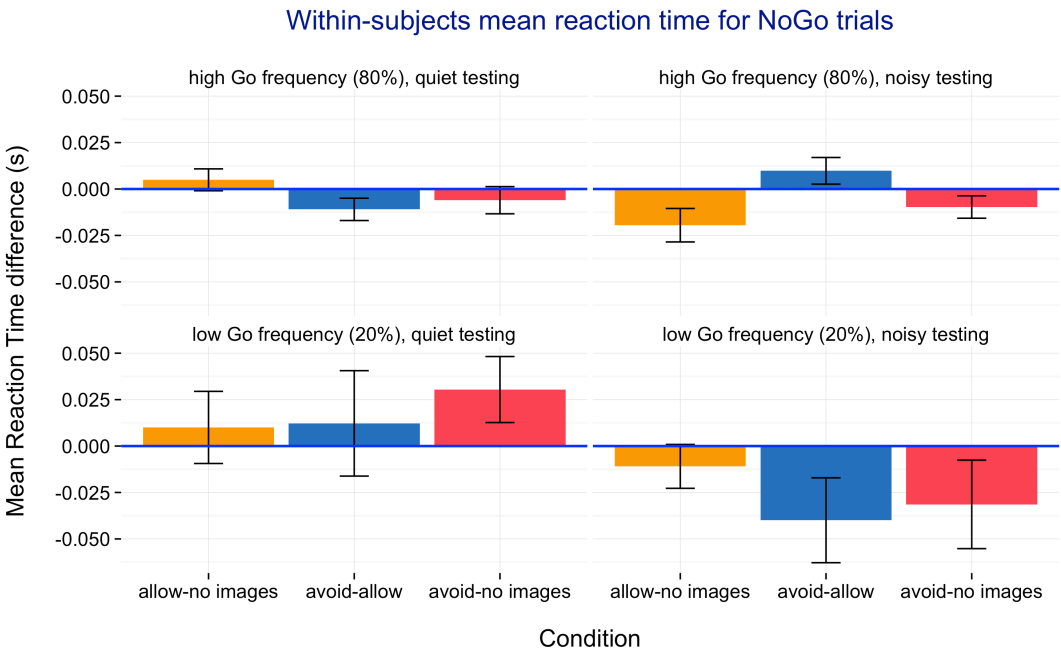 Within-subjects mean reaction time for NoGo trials
Mean Reaction Time difference (s)
high Go frequency (80%), quiet testing
high Go frequency (80%), noisy testing
0.050
0.025
0.000
-0.025
-0.050
low Go frequency (20%), quiet testing
low Go frequency (20%), noisy testing
0.050
0.025
0.000
-0.025
-0.050
allow-no images avoid-allow avoid-no images allow-no images avoid-allow avoid-no images
Condition